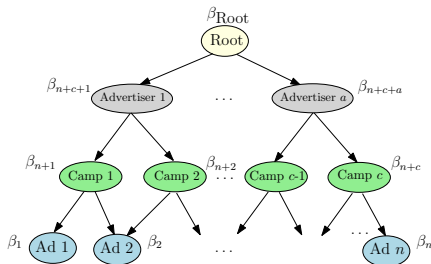 β_Root
Root
β_{n+c+1} Advertiser 1 ... Advertiser a β_{n+c+a}
β_{n+1} Camp 1 Camp 2 β_{n+2} ... Camp c-1 Camp c β_{n+c}
β_1 Ad 1 Ad 2 β_2 ... ... Ad n β_n